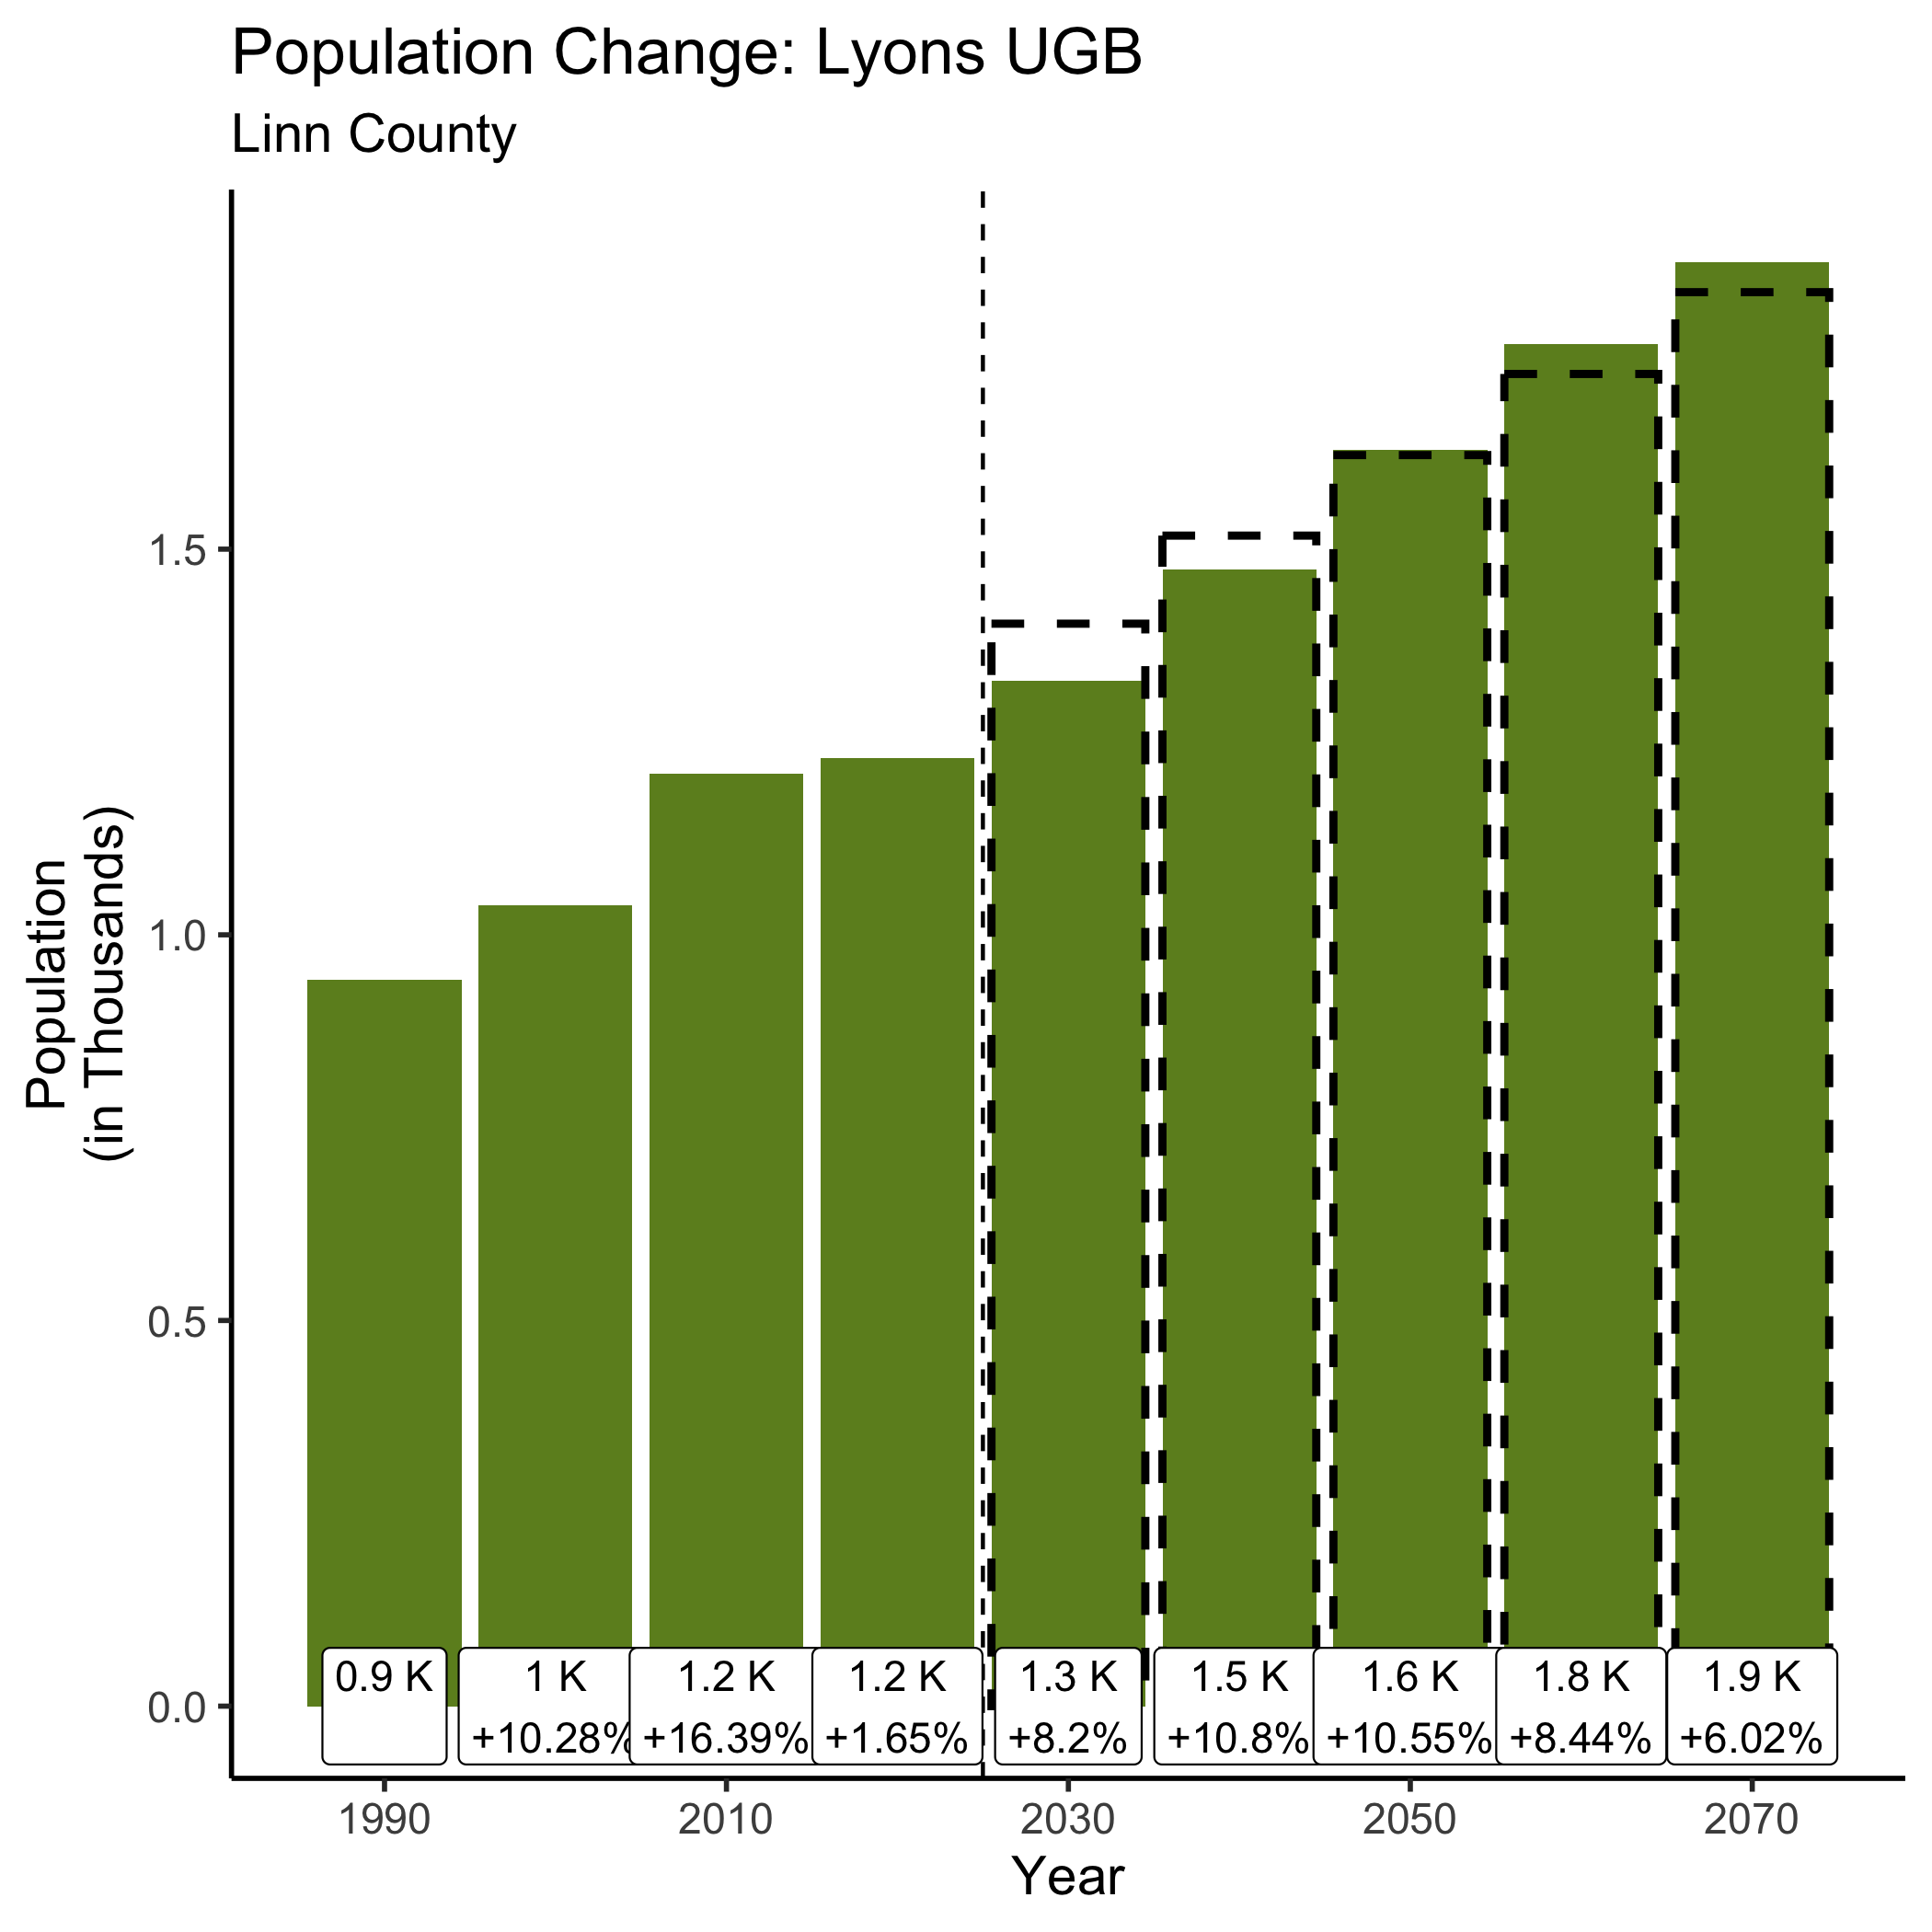 Population Change: Lyons UGB
Linn County
Population
(in Thousands)
1.5
1.0
0.5
0.0
0.9 K
1 K
+10.28%
1.2 K
+16.39%
1.2 K
+1.65%
1.3 K
+8.2%
1.5 K
+10.8%
1.6 K
+10.55%
1.8 K
+8.44%
1.9 K
+6.02%
1990
2010
2030
2050
2070
Year